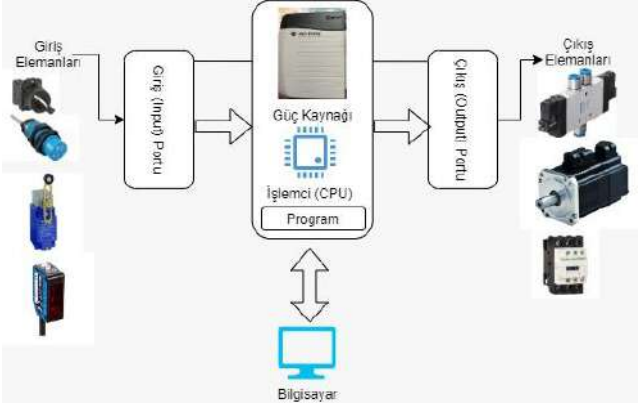 Giriş
Elemanları
Giriş (Input) Portu
Güç Kaynağı
İşlemci (CPU)
Program
Çıkış (Output) Portu
Çıkış
Elemanları
Bilgisayar